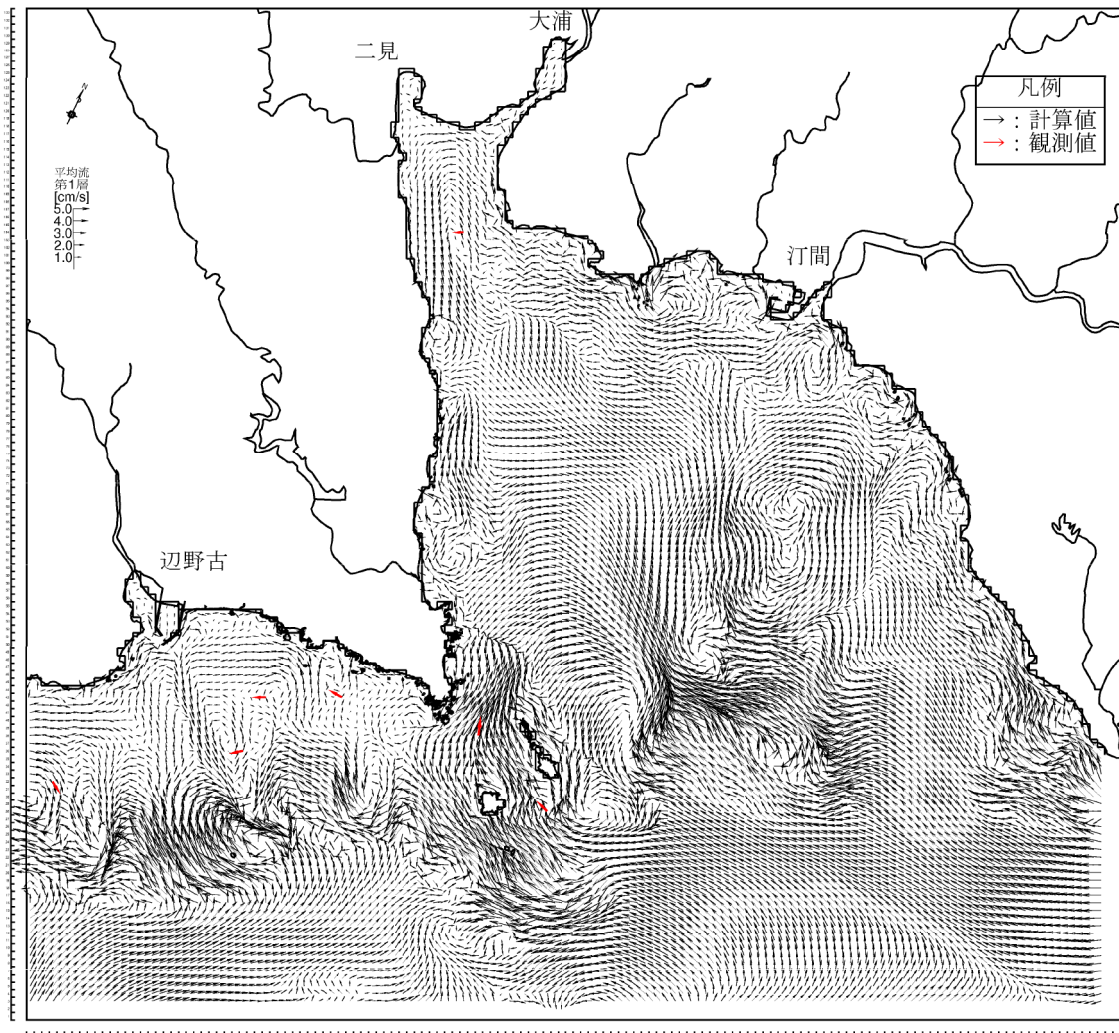 大浦
二見
凡例
→ : 計算値
→ : 観測値
N
平均流
第1層
[cm/s]
5.0
4.0
3.0
2.0
1.0
汀間
辺野古